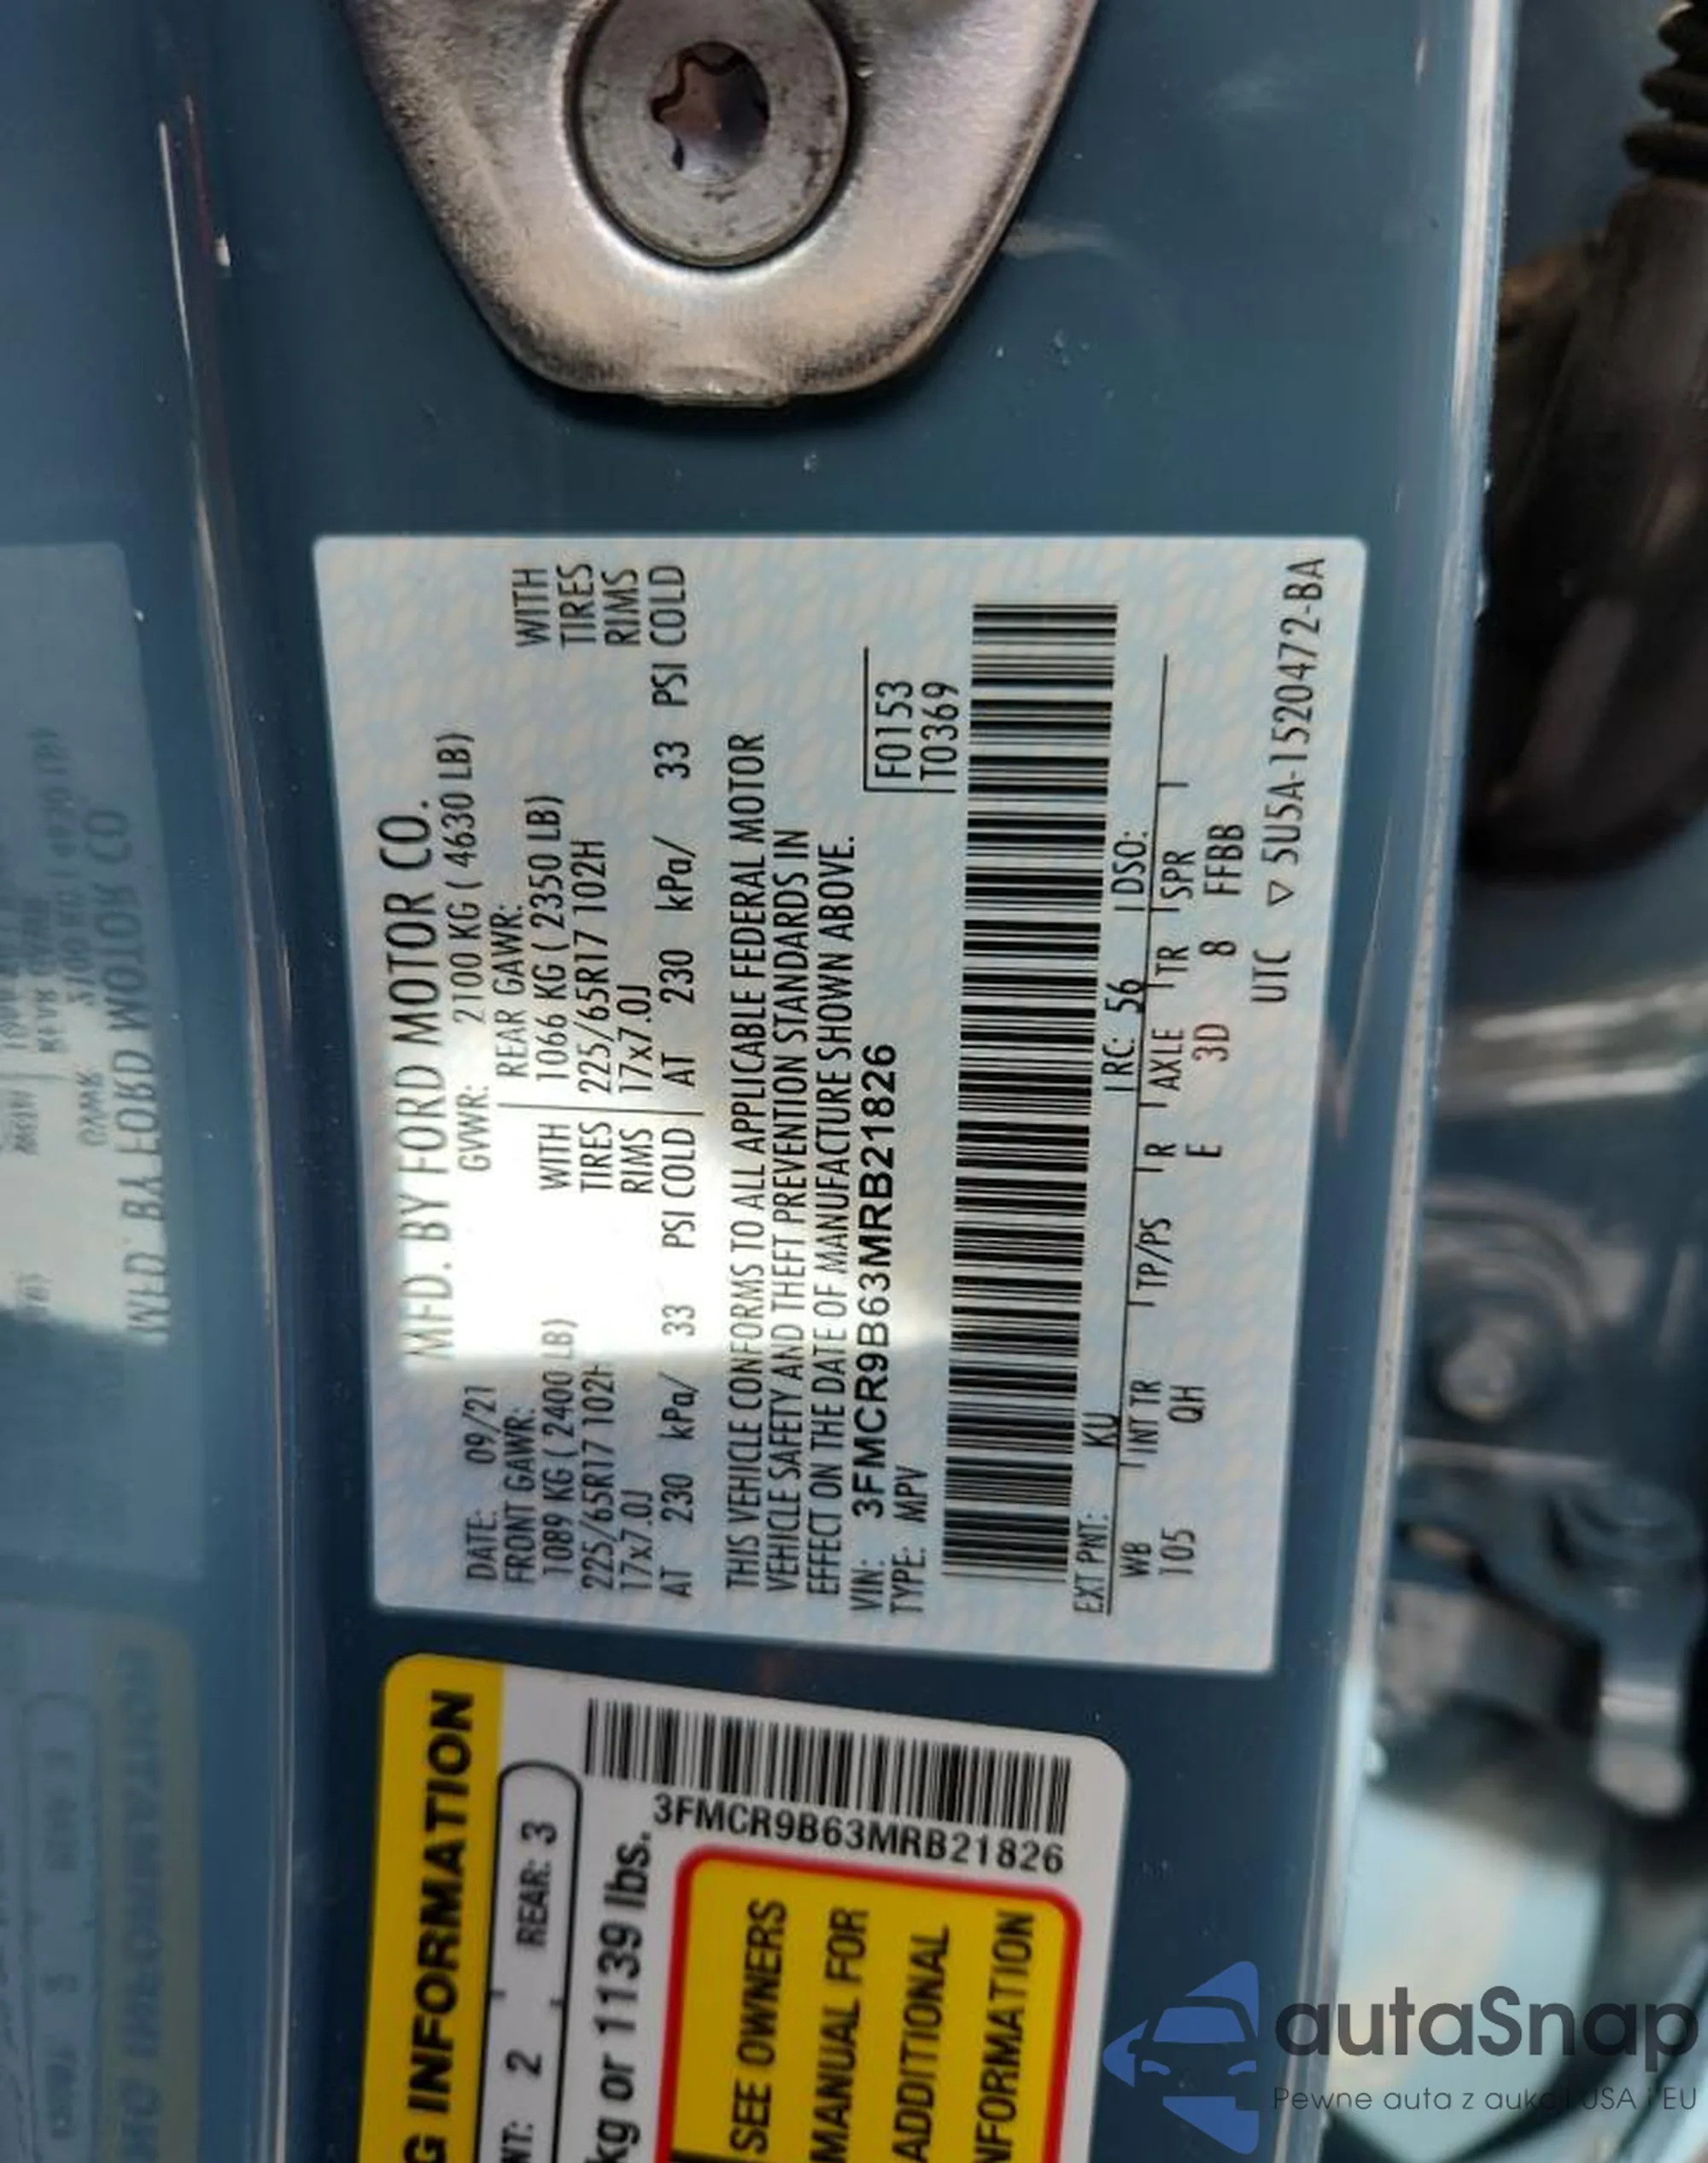 MFD. BY FORD MOTOR CO.
DATE: 09/21 GVWR: 2100 KG ( 4630 LB)
FRONT GAWR: REAR GAWR:
1089 KG ( 2400 LB) WITH 1066 KG ( 2350 LB) WITH
225/65R17 102H TIRES 225/65R17 102H TIRES
17x7.0J RIMS 17x7.0J RIMS
AT 230 kPa/ 33 PSI COLD AT 230 kPa/ 33 PSI COLD
THIS VEHICLE CONFORMS TO ALL APPLICABLE FEDERAL MOTOR
VEHICLE SAFETY AND THEFT PREVENTION STANDARDS IN
EFFECT ON THE DATE OF MANUFACTURE SHOWN ABOVE.
VIN: 3FMCR9B63MRB21826 F0153
TYPE: MPV T0369
EXT PNT: KU RC: 56 DSO:
WB INT TR TP/PS R AXLE TR SPR
105 QH E 3D 8 FFBB
UTC ▽ 5U5A-1520472-BA
G INFORMATION
NT: 2 REAR: 3
kg or 1139 lbs.
3FMCR9B63MRB21826
SEE OWNERS
MANUAL FOR
ADDITIONAL
NFORMATION
autaSnap
Pewne auta z aukcji USA i EU